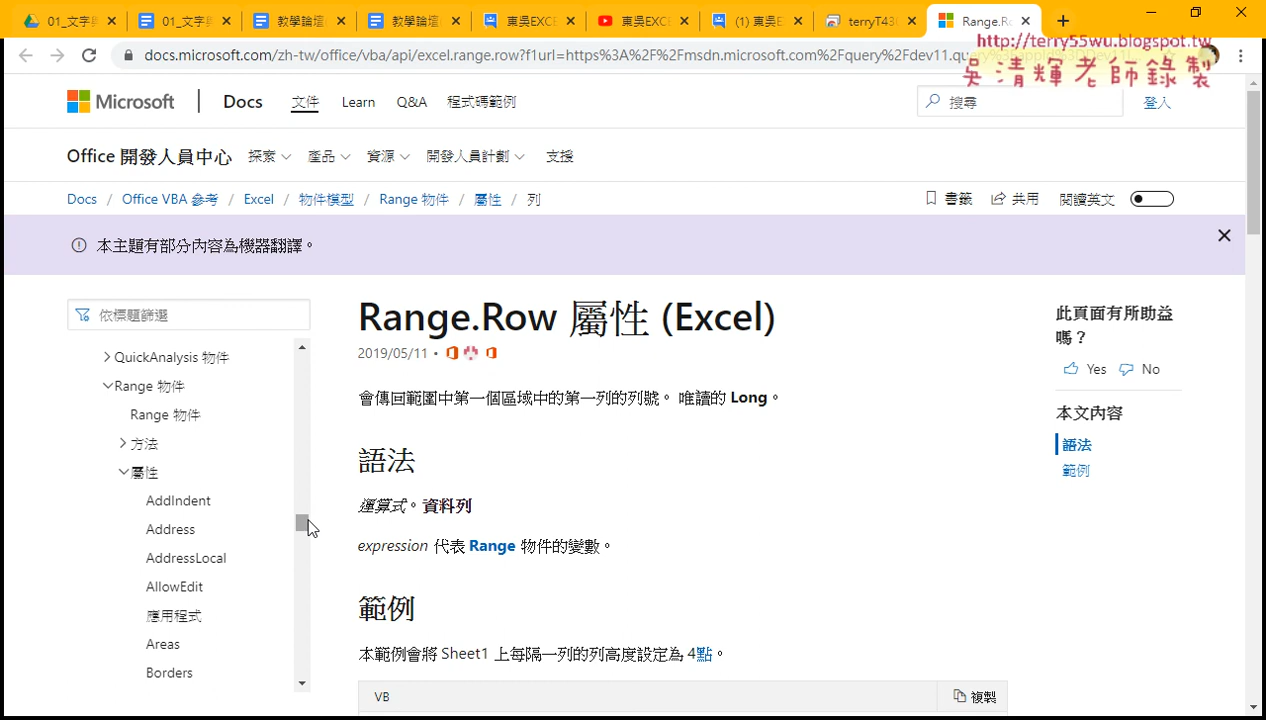 01_文字與
01_文字與
教學論壇
教學論壇
東吳EXCE
東吳EXCE
(1) 東吳E
terryT430
Range.Ro
docs.microsoft.com/zh-tw/office/vba/api/excel.range.row?f1url=https%3A%2F%2Fmsdn.microsoft.com%2Fquery%2Fdev11.query
http://terry55wu.blogspot.tw
吳清輝老師錄製
Microsoft
Docs
文件
Learn
Q&A
程式碼範例
搜尋
登入
Office 開發人員中心
探索
產品
資源
開發人員計劃
支援
Docs / Office VBA 參考 / Excel / 物件模型 / Range 物件 / 屬性 / 列
書籤
共用
閱讀英文
本主題有部分內容為機器翻譯。
依標題篩選
QuickAnalysis 物件
Range 物件
Range 物件
方法
屬性
AddIndent
Address
AddressLocal
AllowEdit
應用程式
Areas
Borders
Range.Row 屬性 (Excel)
2019/05/11 •
會傳回範圍中第一個區域中的第一列的列號。 唯讀的 Long。
語法
運算式。資料列
expression 代表 Range 物件的變數。
範例
本範例會將 Sheet1 上每隔一列的列高度設定為 4點。
VB
複製
此頁面有所助益
嗎？
Yes
No
本文內容
語法
範例